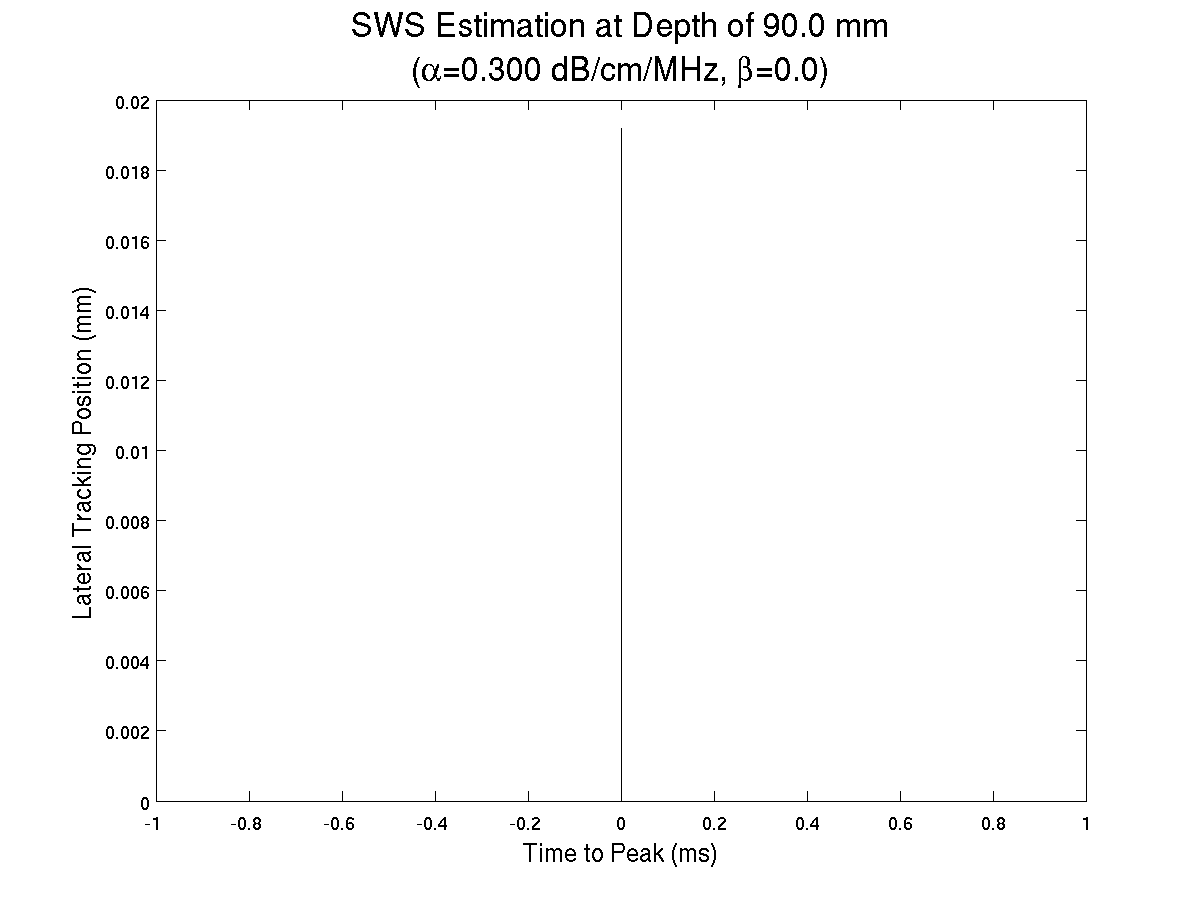 SWS Estimation at Depth of 90.0 mm
(α=0.300 dB/cm/MHz, β=0.0)
0.02
0.018
0.016
0.014
0.012
0.01
0.008
0.006
0.004
0.002
0
Lateral Tracking Position (mm)
-1 -0.8 -0.6 -0.4 -0.2 0 0.2 0.4 0.6 0.8 1
Time to Peak (ms)